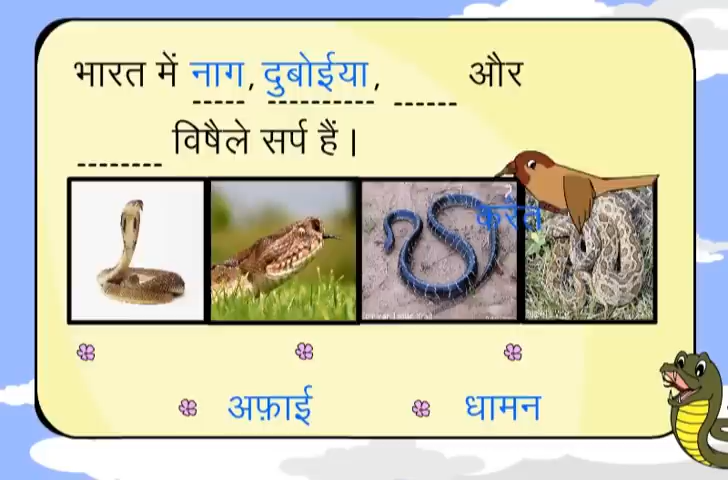 भारत में नाग, दुबोईया, ------ और
-------- विषैले सर्प हैं।
करैत
अफ़ाई धामन